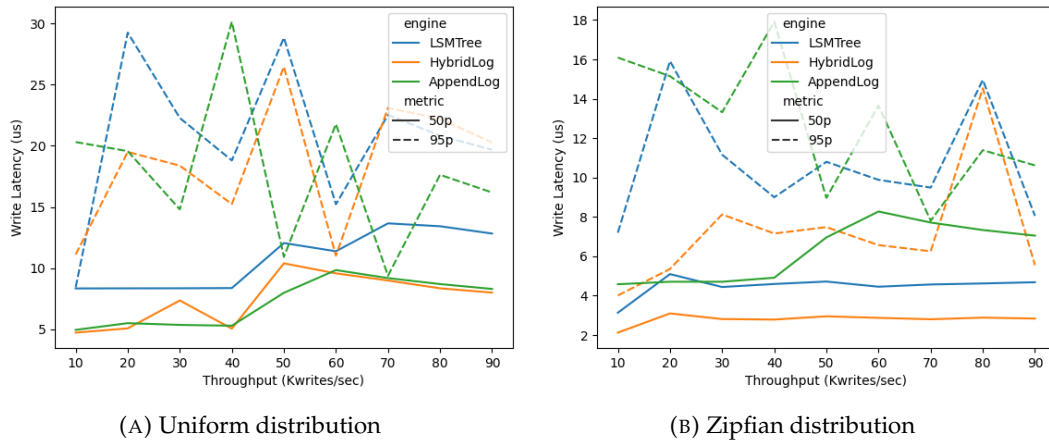 30
25
20
15
10
5
Write Latency (us)
engine
LSMTree
HybridLog
AppendLog
metric
50p
95p
10 20 30 40 50 60 70 80 90
Throughput (Kwrites/sec)
(A) Uniform distribution
18
16
14
12
10
8
6
4
2
Write Latency (us)
engine
LSMTree
HybridLog
AppendLog
metric
50p
95p
10 20 30 40 50 60 70 80 90
Throughput (Kwrites/sec)
(B) Zipfian distribution